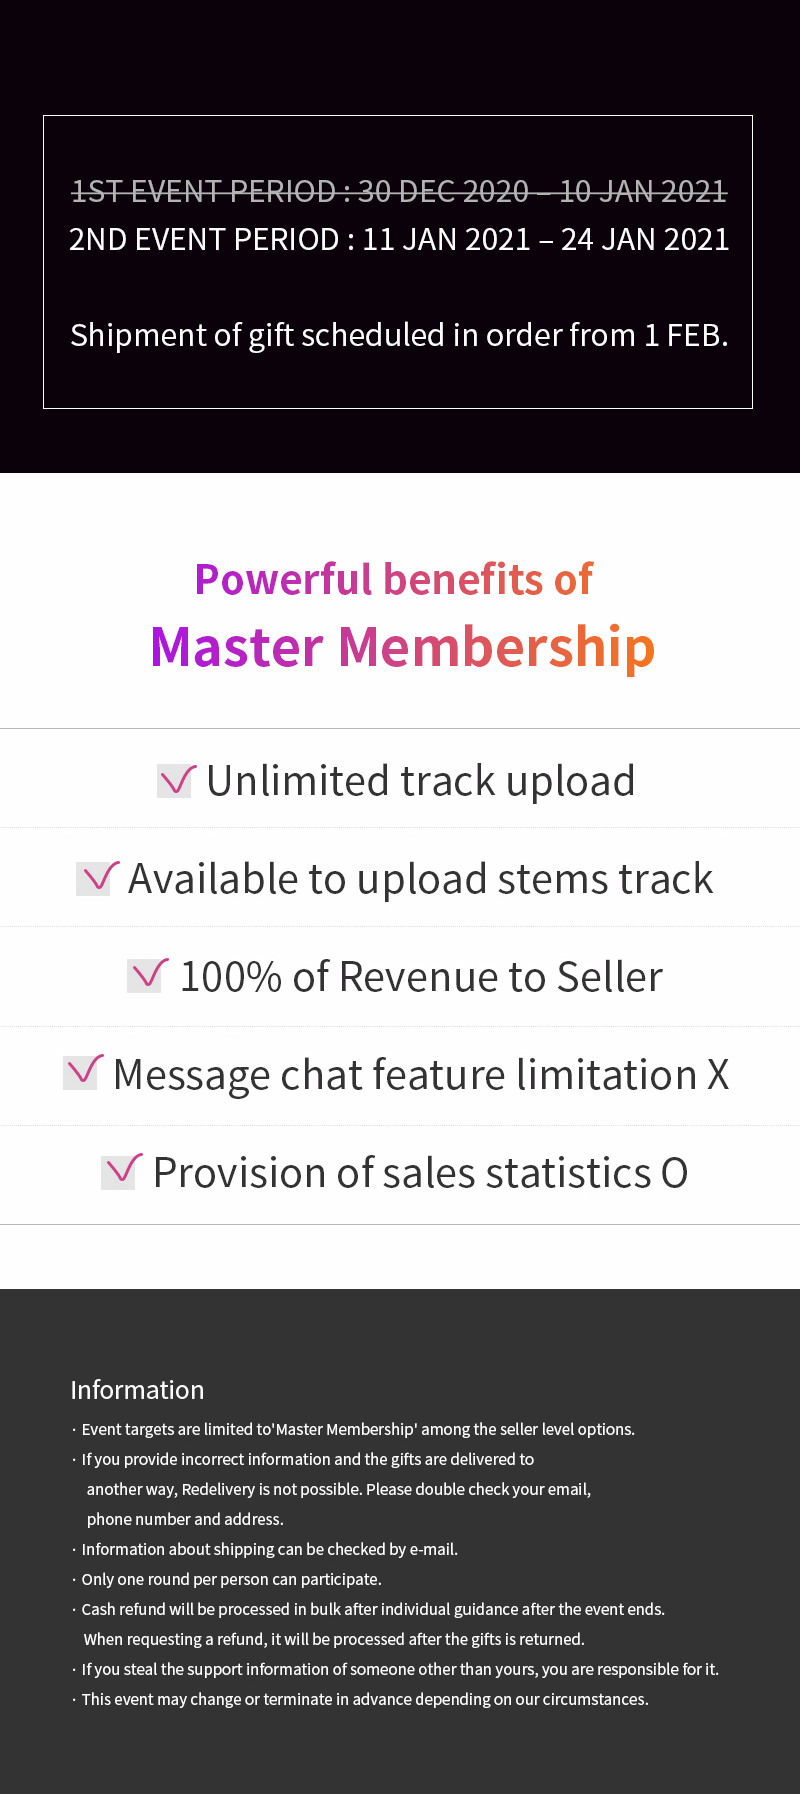 1ST EVENT PERIOD : 30 DEC 2020 – 10 JAN 2021
2ND EVENT PERIOD : 11 JAN 2021 – 24 JAN 2021
Shipment of gift scheduled in order from 1 FEB.
Powerful benefits of
Master Membership
Unlimited track upload
Available to upload stems track
100% of Revenue to Seller
Message chat feature limitation X
Provision of sales statistics O
Information
· Event targets are limited to'Master Membership' among the seller level options.
· If you provide incorrect information and the gifts are delivered to
another way, Redelivery is not possible. Please double check your email,
phone number and address.
· Information about shipping can be checked by e-mail.
· Only one round per person can participate.
· Cash refund will be processed in bulk after individual guidance after the event ends.
When requesting a refund, it will be processed after the gifts is returned.
· If you steal the support information of someone other than yours, you are responsible for it.
· This event may change or terminate in advance depending on our circumstances.